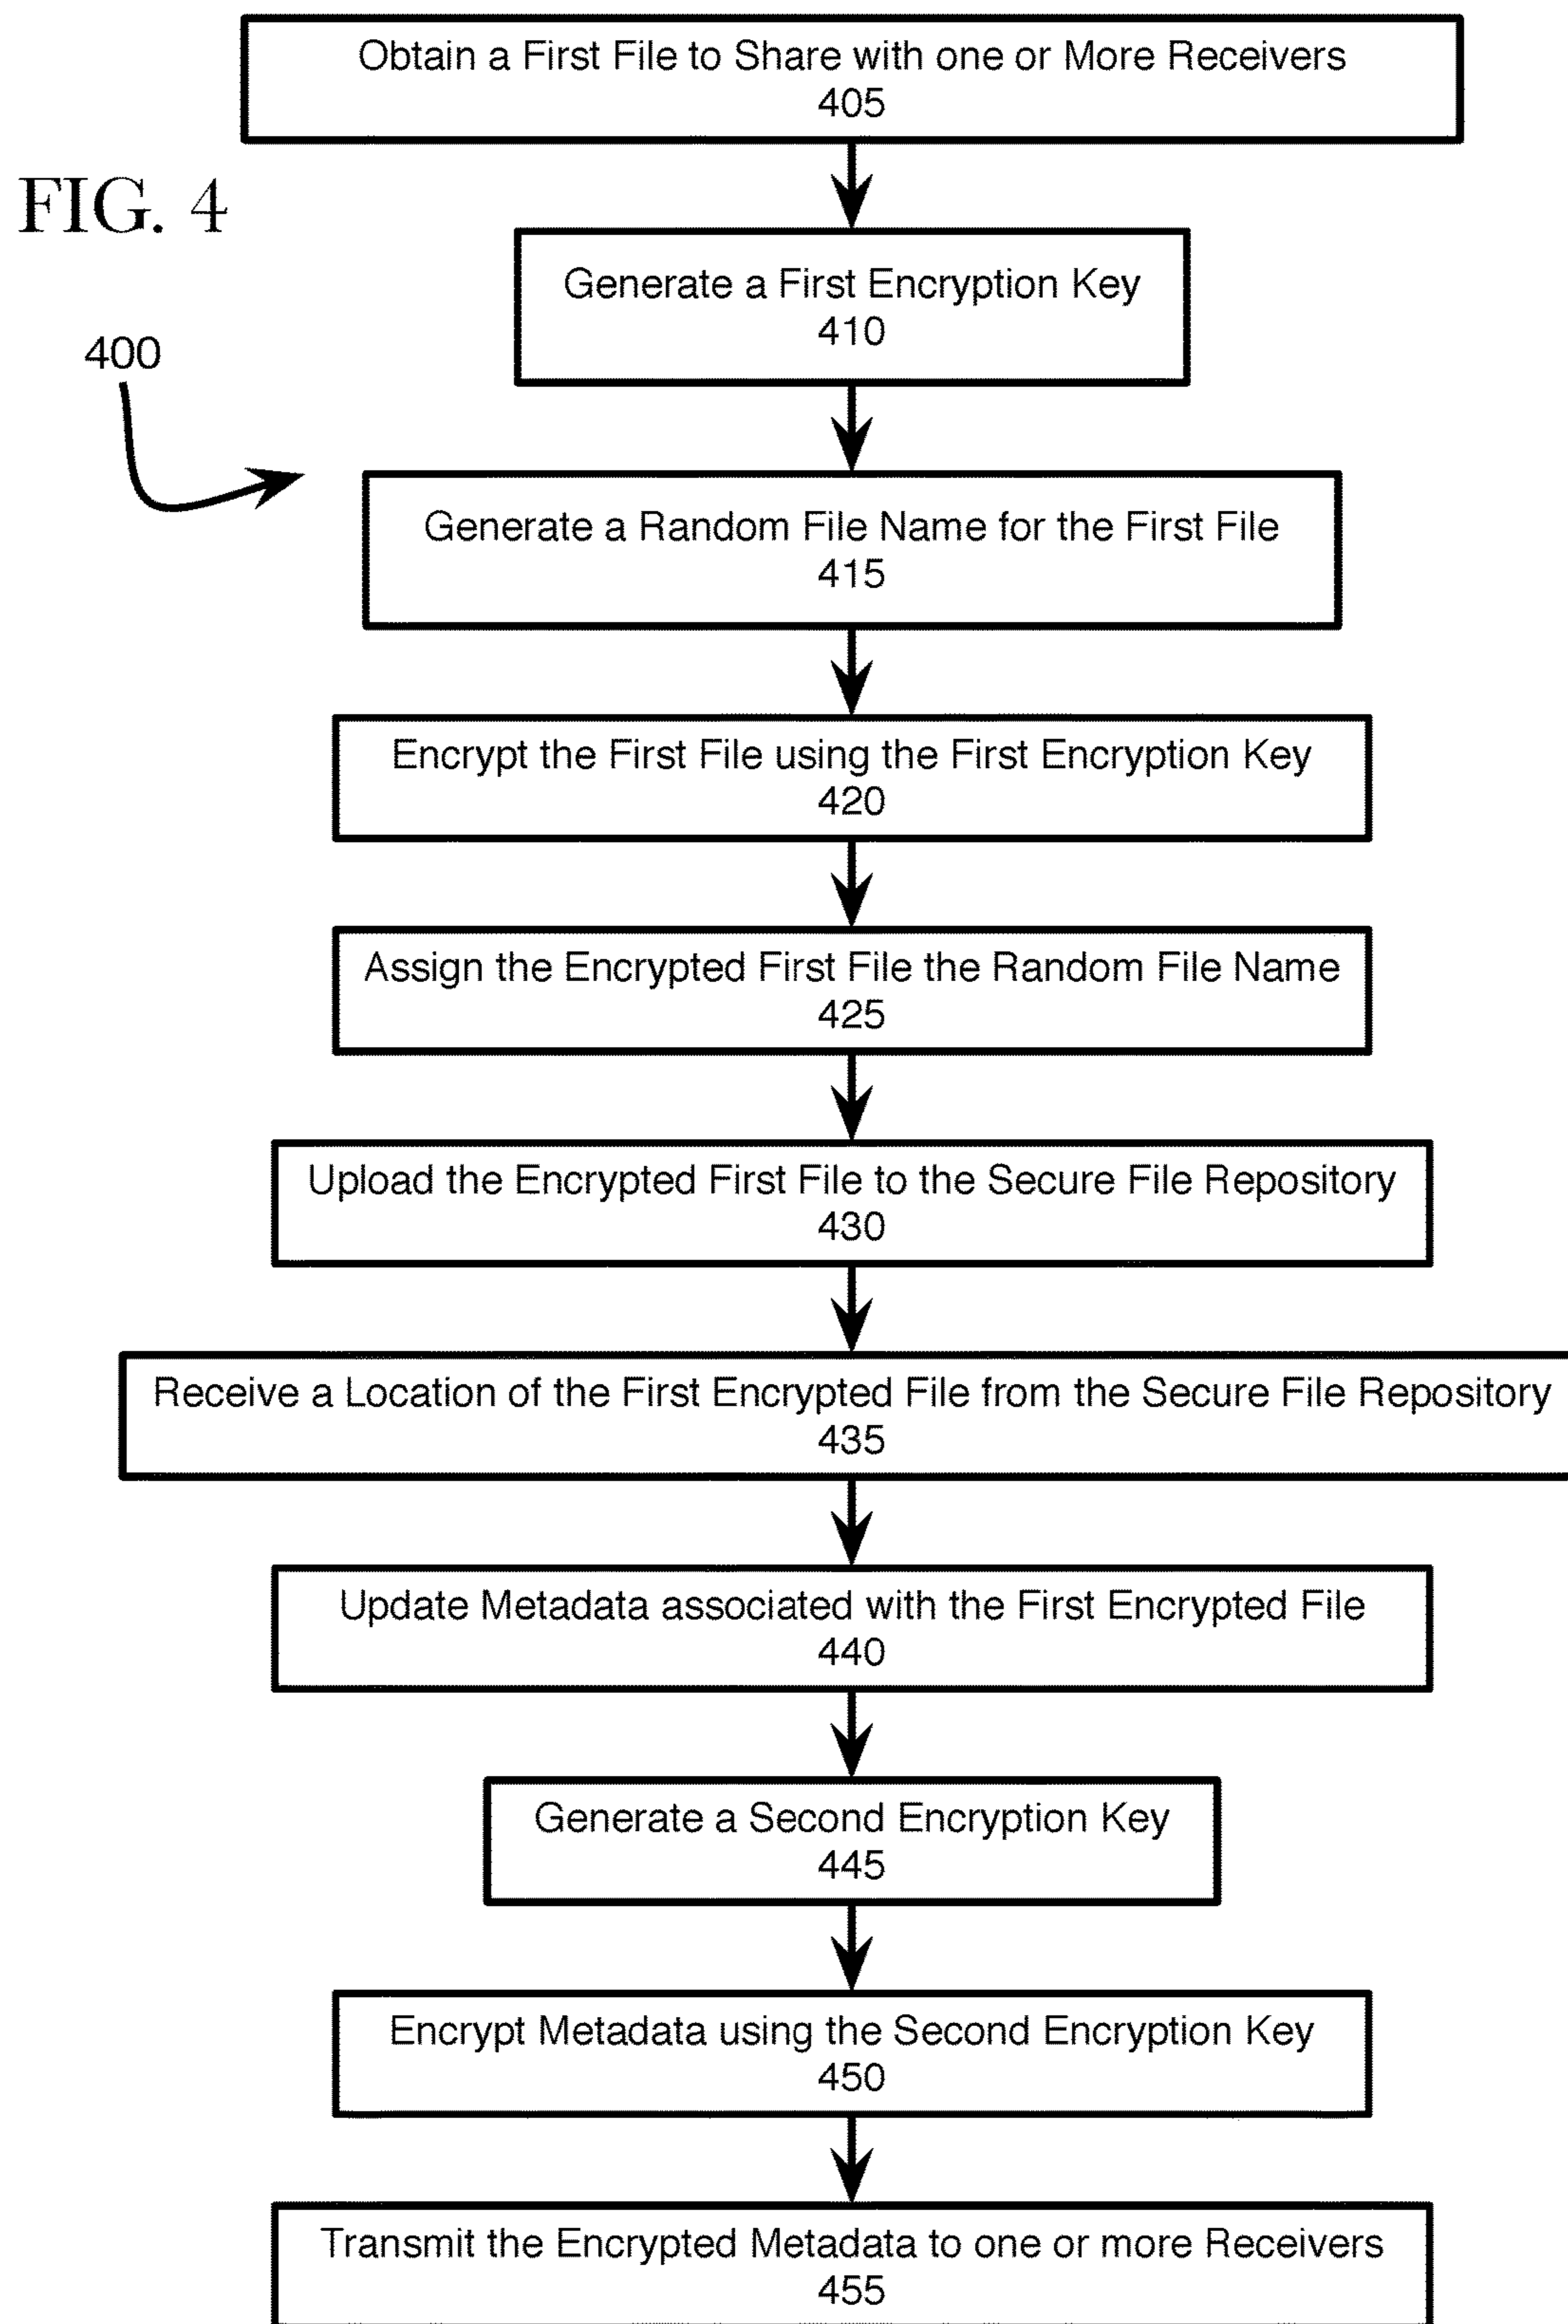 Obtain a First File to Share with one or More Receivers
405
FIG. 4
Generate a First Encryption Key
410
400
Generate a Random File Name for the First File
415
Encrypt the First File using the First Encryption Key
420
Assign the Encrypted First File the Random File Name
425
Upload the Encrypted First File to the Secure File Repository
430
Receive a Location of the First Encrypted File from the Secure File Repository
435
Update Metadata associated with the First Encrypted File
440
Generate a Second Encryption Key
445
Encrypt Metadata using the Second Encryption Key
450
Transmit the Encrypted Metadata to one or more Receivers
455